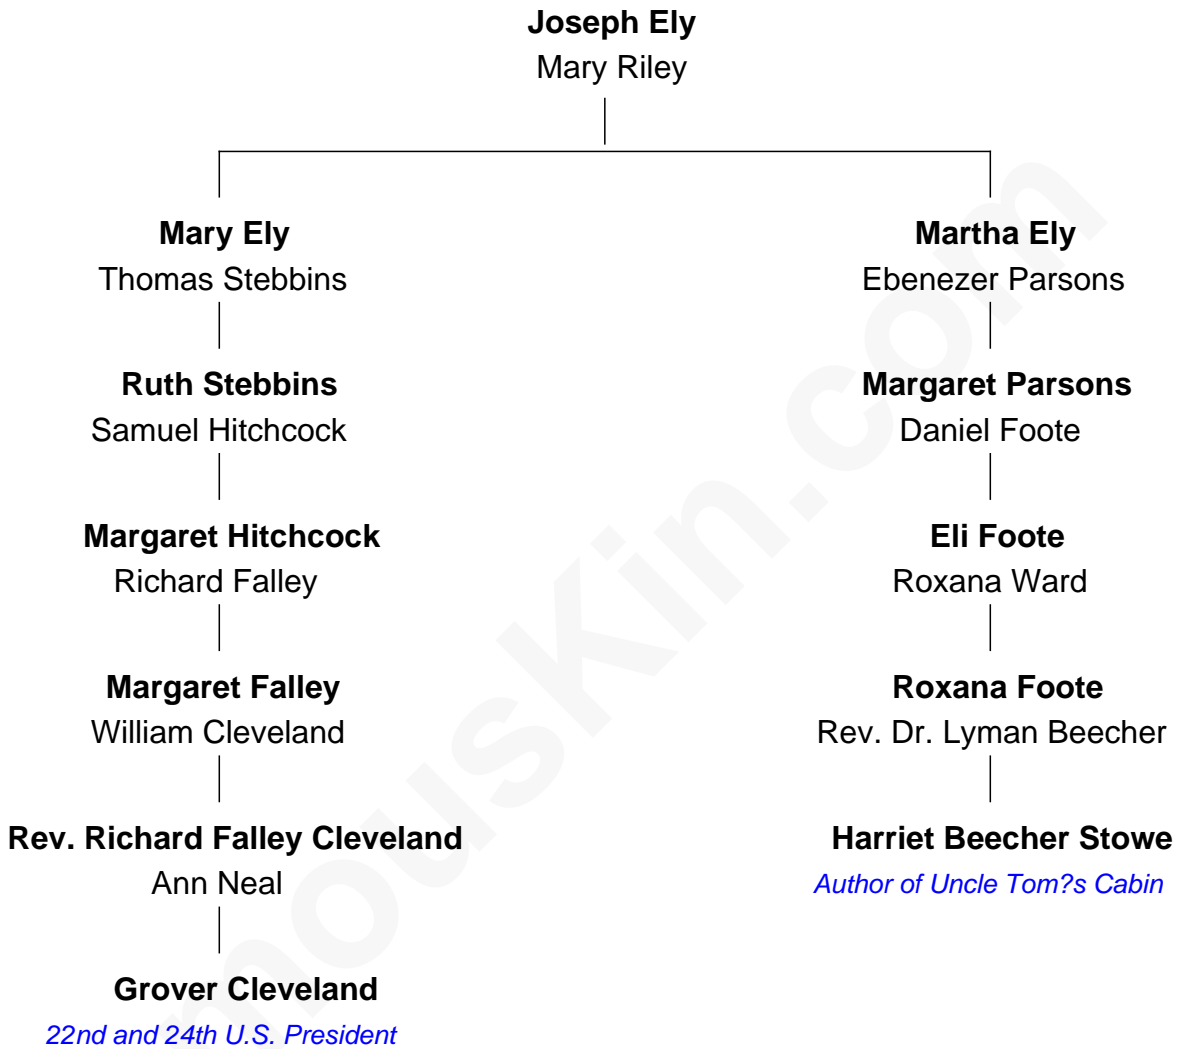 Joseph Ely
Mary Riley
Mary Ely
Thomas Stebbins
Martha Ely
Ebenezer Parsons
Ruth Stebbins
Samuel Hitchcock
Margaret Parsons
Daniel Foote
Margaret Hitchcock
Richard Falley
Eli Foote
Roxana Ward
Margaret Falley
William Cleveland
Roxana Foote
Rev. Dr. Lyman Beecher
Rev. Richard Falley Cleveland
Ann Neal
Harriet Beecher Stowe
Author of Uncle Tom?s Cabin
Grover Cleveland
22nd and 24th U.S. President
mousKin.com